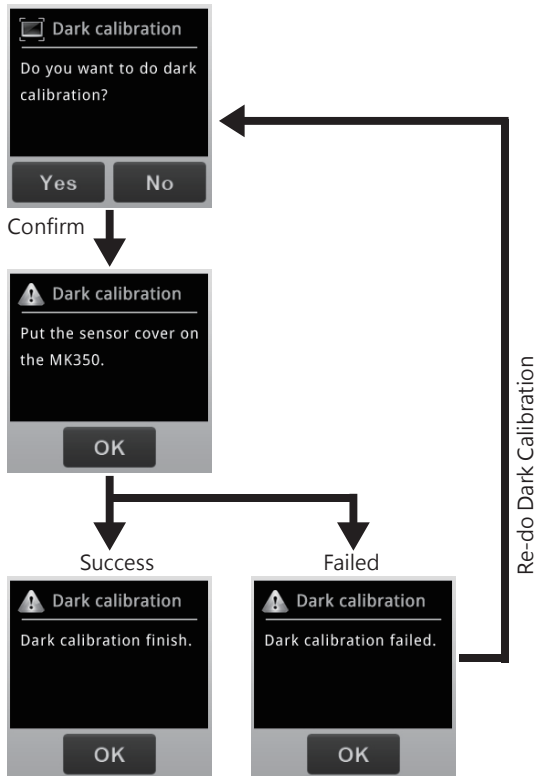 Dark calibration
Do you want to do dark
calibration?
Yes No
Confirm
Dark calibration
Put the sensor cover on
the MK350.
OK
Re-do Dark Calibration
Success Failed
Dark calibration
Dark calibration finish.
OK
Dark calibration
Dark calibration failed.
OK